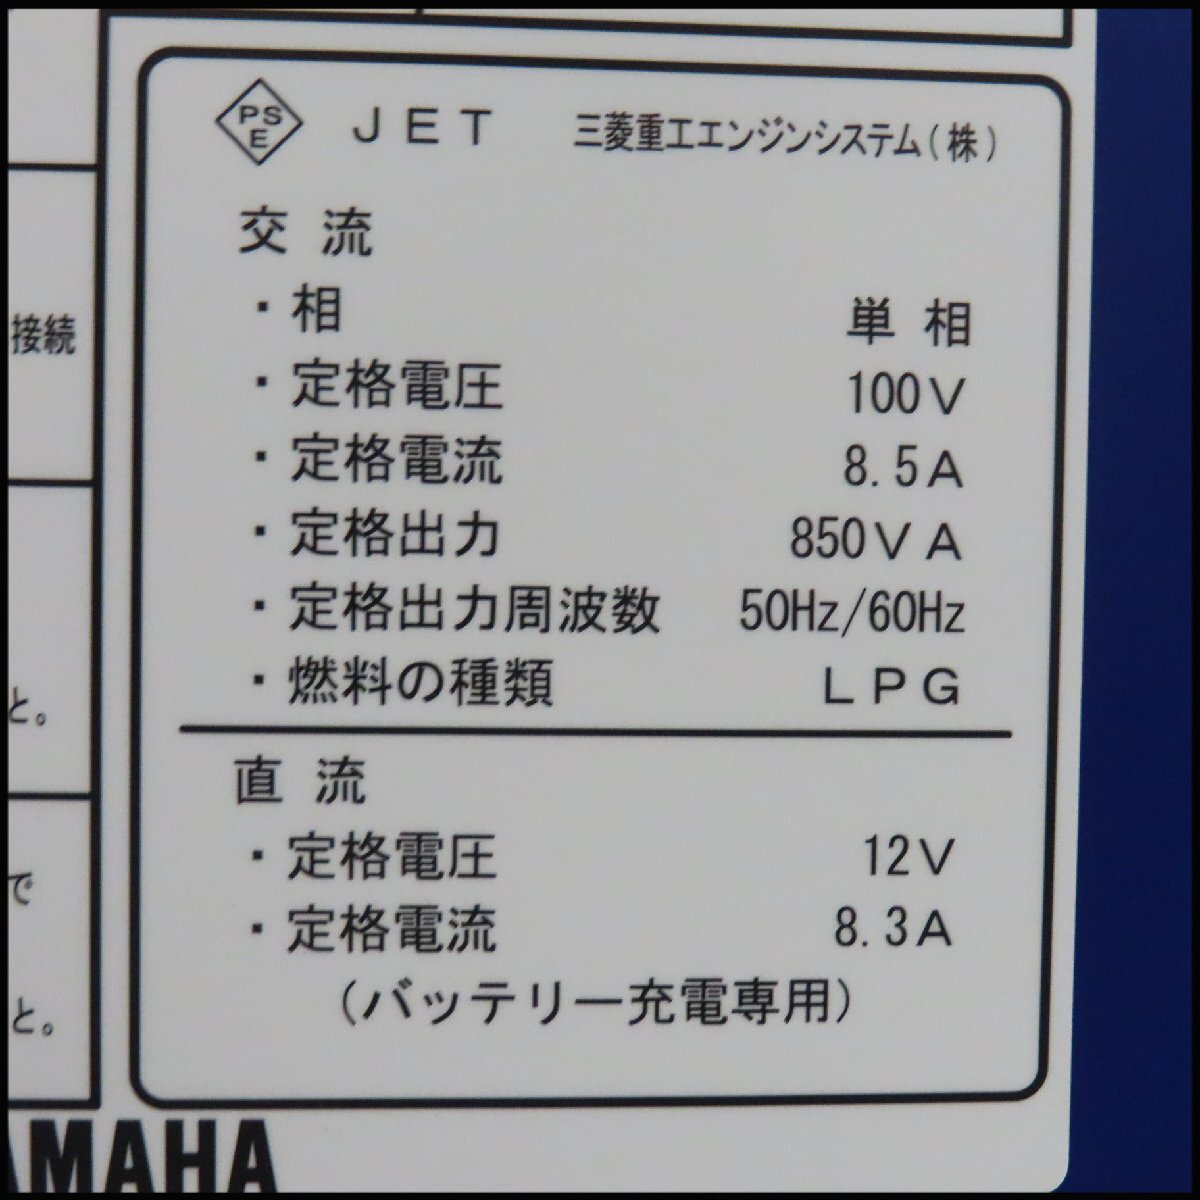 PSE JET 三菱重工エンジンシステム(株)
交流
・相 単相
・定格電圧 100V
・定格電流 8.5A
・定格出力 850VA
・定格出力周波数 50Hz/60Hz
・燃料の種類 LPG
直流
・定格電圧 12V
・定格電流 8.3A
(バッテリー充電専用)
接続
と。
で
と。
AMAHA